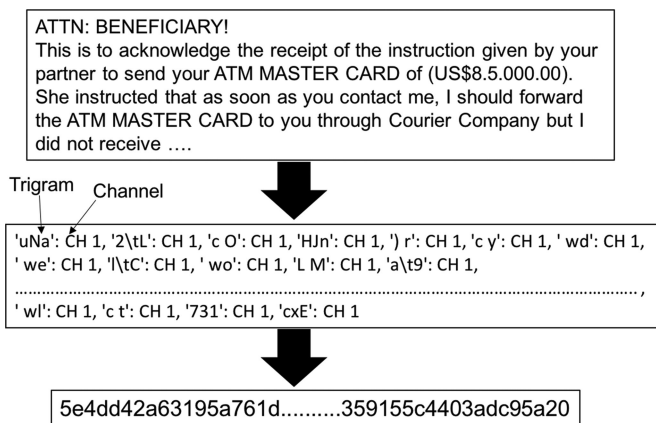 ATTN: BENEFICIARY!
This is to acknowledge the receipt of the instruction given by your
partner to send your ATM MASTER CARD of (US$8.5.000.00).
She instructed that as soon as you contact me, I should forward
the ATM MASTER CARD to you through Courier Company but I
did not receive ….
Trigram Channel
'uNa': CH 1, '2\tL': CH 1, 'c O': CH 1, 'HJn': CH 1, ') r': CH 1, 'c y': CH 1, ' wd': CH 1,
' we': CH 1, 'l\tC': CH 1, ' wo': CH 1, 'L M': CH 1, 'a\t9': CH 1,
…………………………………………………………………………………………………………… ,
' wl': CH 1, 'c t': CH 1, '731': CH 1, 'cxE': CH 1
5e4dd42a63195a761d..........359155c4403adc95a20